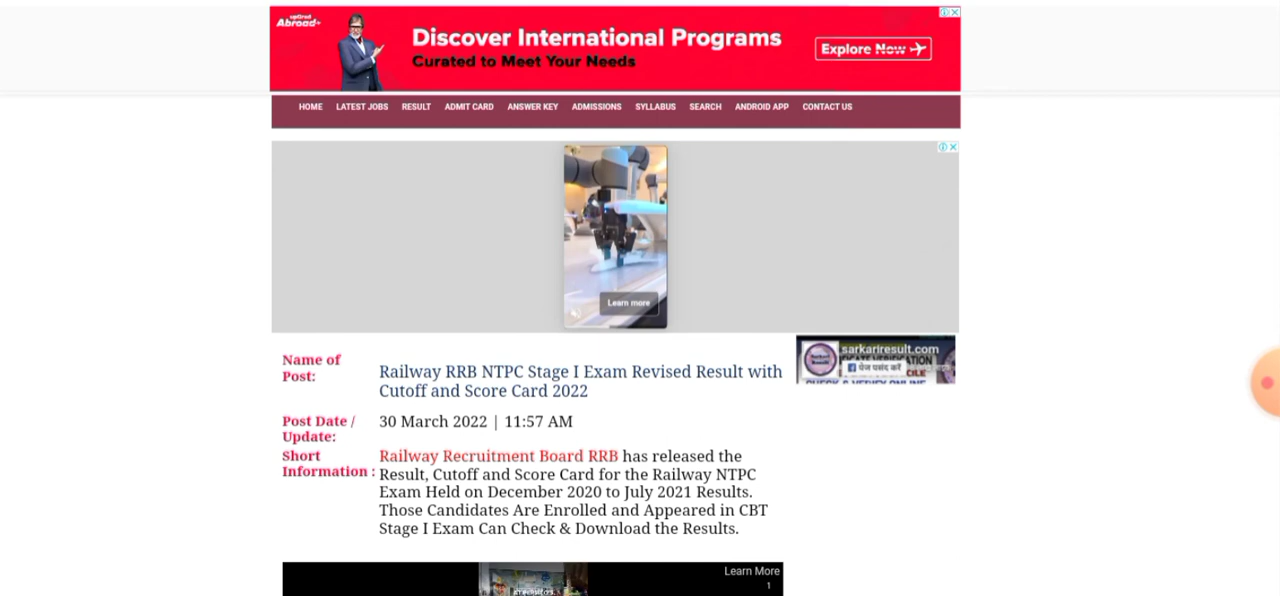 upGrad
Abroad+
Discover International Programs
Curated to Meet Your Needs
Explore Now
HOME LATEST JOBS RESULT ADMIT CARD ANSWER KEY ADMISSIONS SYLLABUS SEARCH ANDROID APP CONTACT US
Learn more
sarkariresult.com
पेज पसंद करें
Name of
Post:
Railway RRB NTPC Stage I Exam Revised Result with
Cutoff and Score Card 2022
Post Date /
Update:
30 March 2022 | 11:57 AM
Short
Information :
Railway Recruitment Board RRB has released the
Result, Cutoff and Score Card for the Railway NTPC
Exam Held on December 2020 to July 2021 Results.
Those Candidates Are Enrolled and Appeared in CBT
Stage I Exam Can Check & Download the Results.
Learn More
1